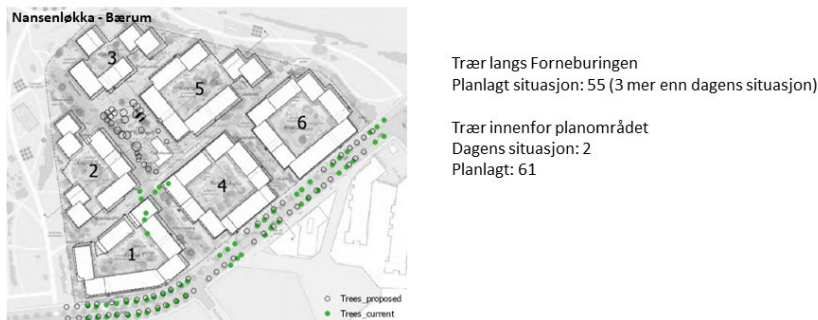 Nansenløkka - Bærum
3
5
6
2
4
1
Trees_proposed
Trees_current
Trær langs Forneburingen
Planlagt situasjon: 55 (3 mer enn dagens situasjon)
Trær innenfor planområdet
Dagens situasjon: 2
Planlagt: 61